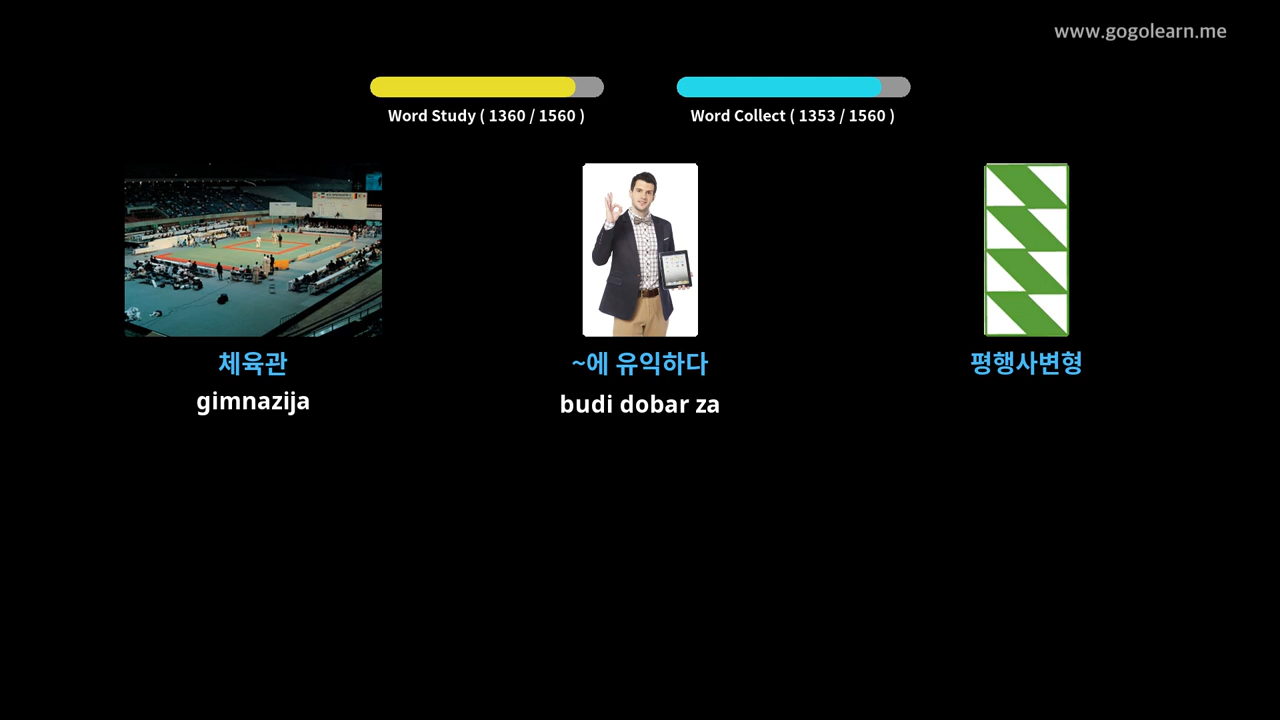 www.gogolearn.me
Word Study ( 1360 / 1560 )
Word Collect ( 1353 / 1560 )
체육관
~에 유익하다
평행사변형
gimnazija
budi dobar za